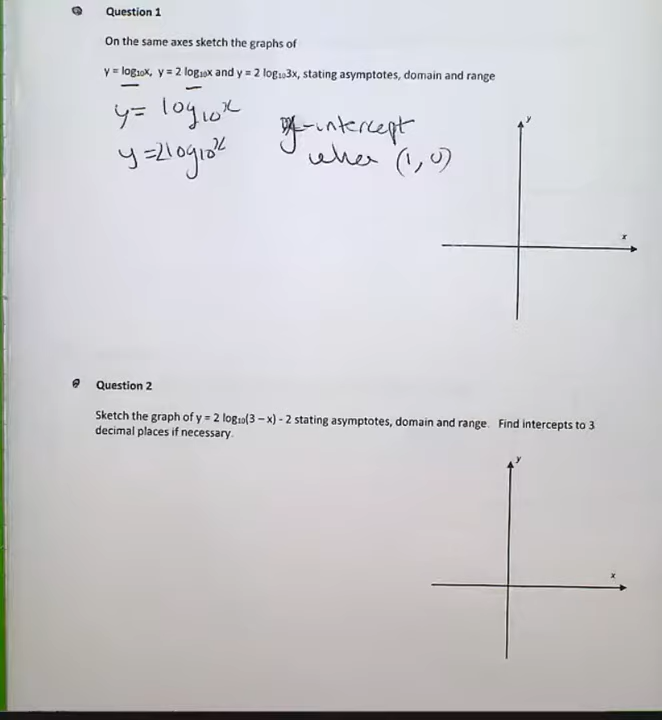 Question 1
On the same axes sketch the graphs of
y = log₁₀x, y = 2 log₁₀x and y = 2 log₁₀3x, stating asymptotes, domain and range
y = log₁₀x
y = 2log₁₀x
y-intercept
when (1, 0)
y
x
Question 2
Sketch the graph of y = 2 log₁₀(3 – x) - 2 stating asymptotes, domain and range. Find intercepts to 3
decimal places if necessary.
y
x